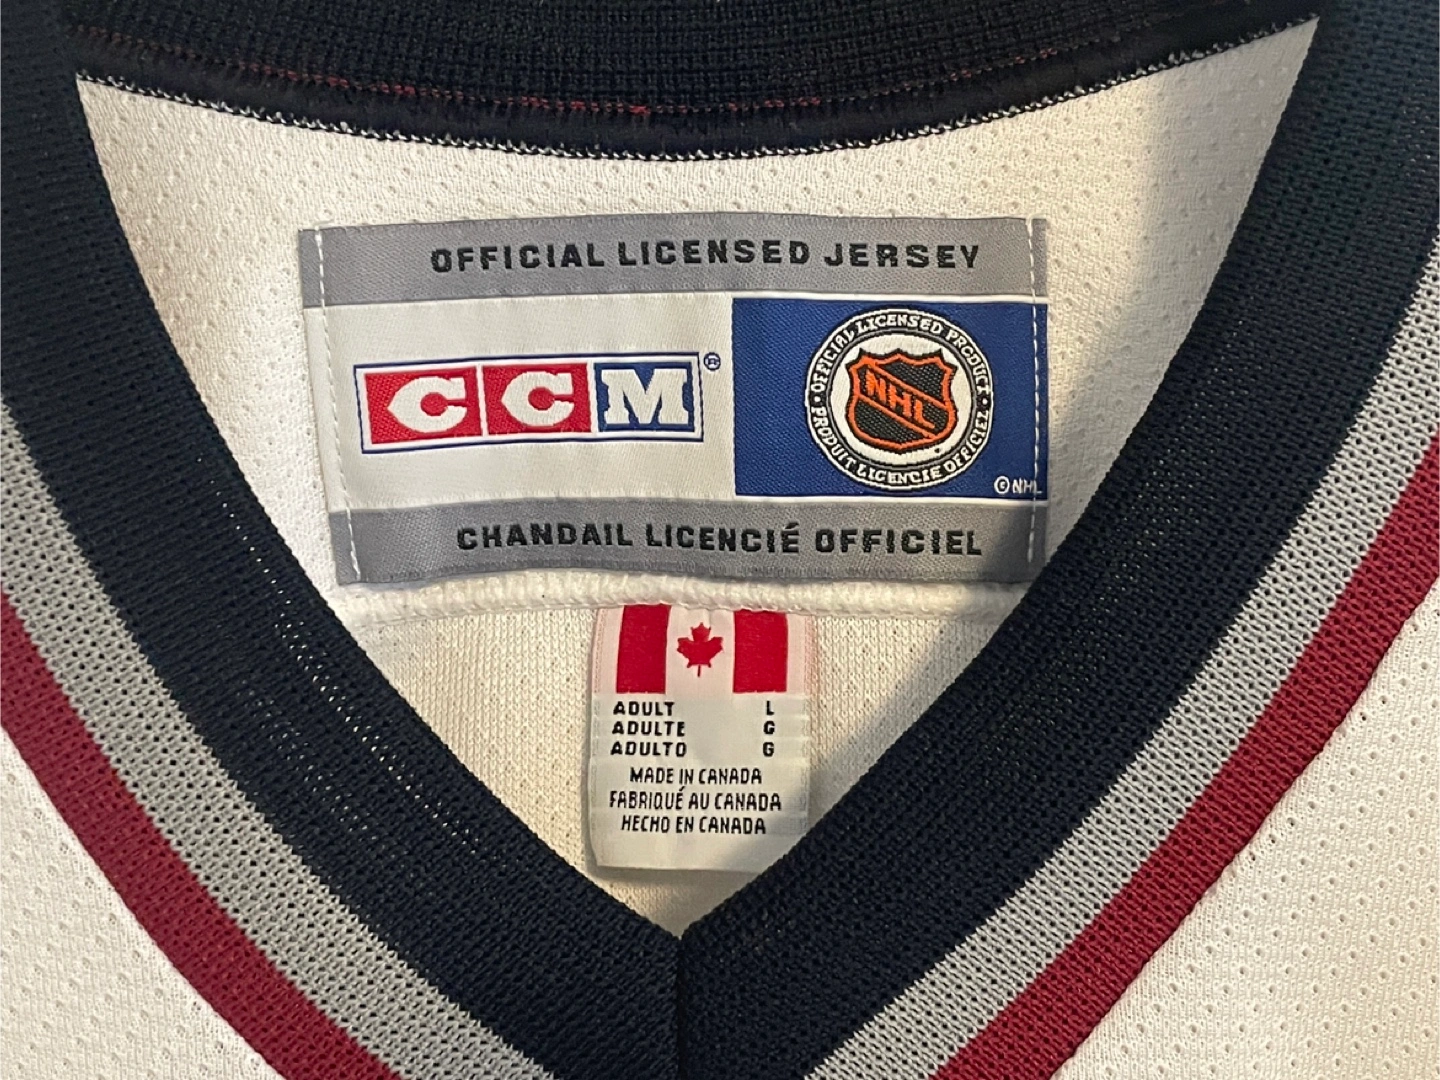 OFFICIAL LICENSED JERSEY
CCM®
OFFICIAL LICENSED PRODUCT
NHL
PRODUIT LICENCIE OFFICIEL
©NHL
CHANDAIL LICENCIÉ OFFICIEL
ADULT L
ADULTE G
ADULTO G
MADE IN CANADA
FABRIQUÉ AU CANADA
HECHO EN CANADA